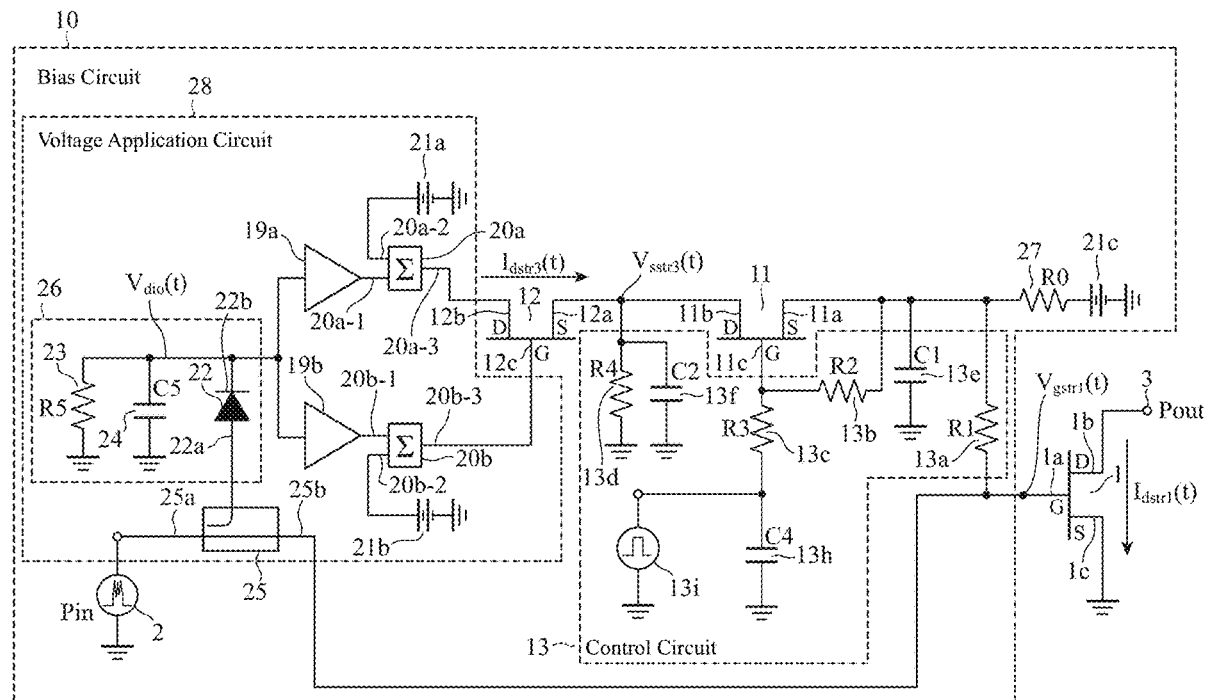 10
Bias Circuit
28
Voltage Application Circuit
21a
19a
20a-2
20a
Σ
I_dstr3(t)
V_sstr3(t)
27
21c
R0
V_dio(t)
26
22b
20a-1
20a-3
12
12b
D
S
12a
12c
G
11
11b
D
S
11a
11c
G
23
R5
C5
24
22
22a
19b
20b-1
20b-3
Σ
20b
20b-2
21b
R4
13d
C2
13f
R2
13b
C1
13e
R3
13c
R1
13a
V_gstr1(t)
3
Pout
1b
D
1a
1
G
S
1c
I_dstr1(t)
25a
25b
25
Pin
2
13i
C4
13h
13
Control Circuit